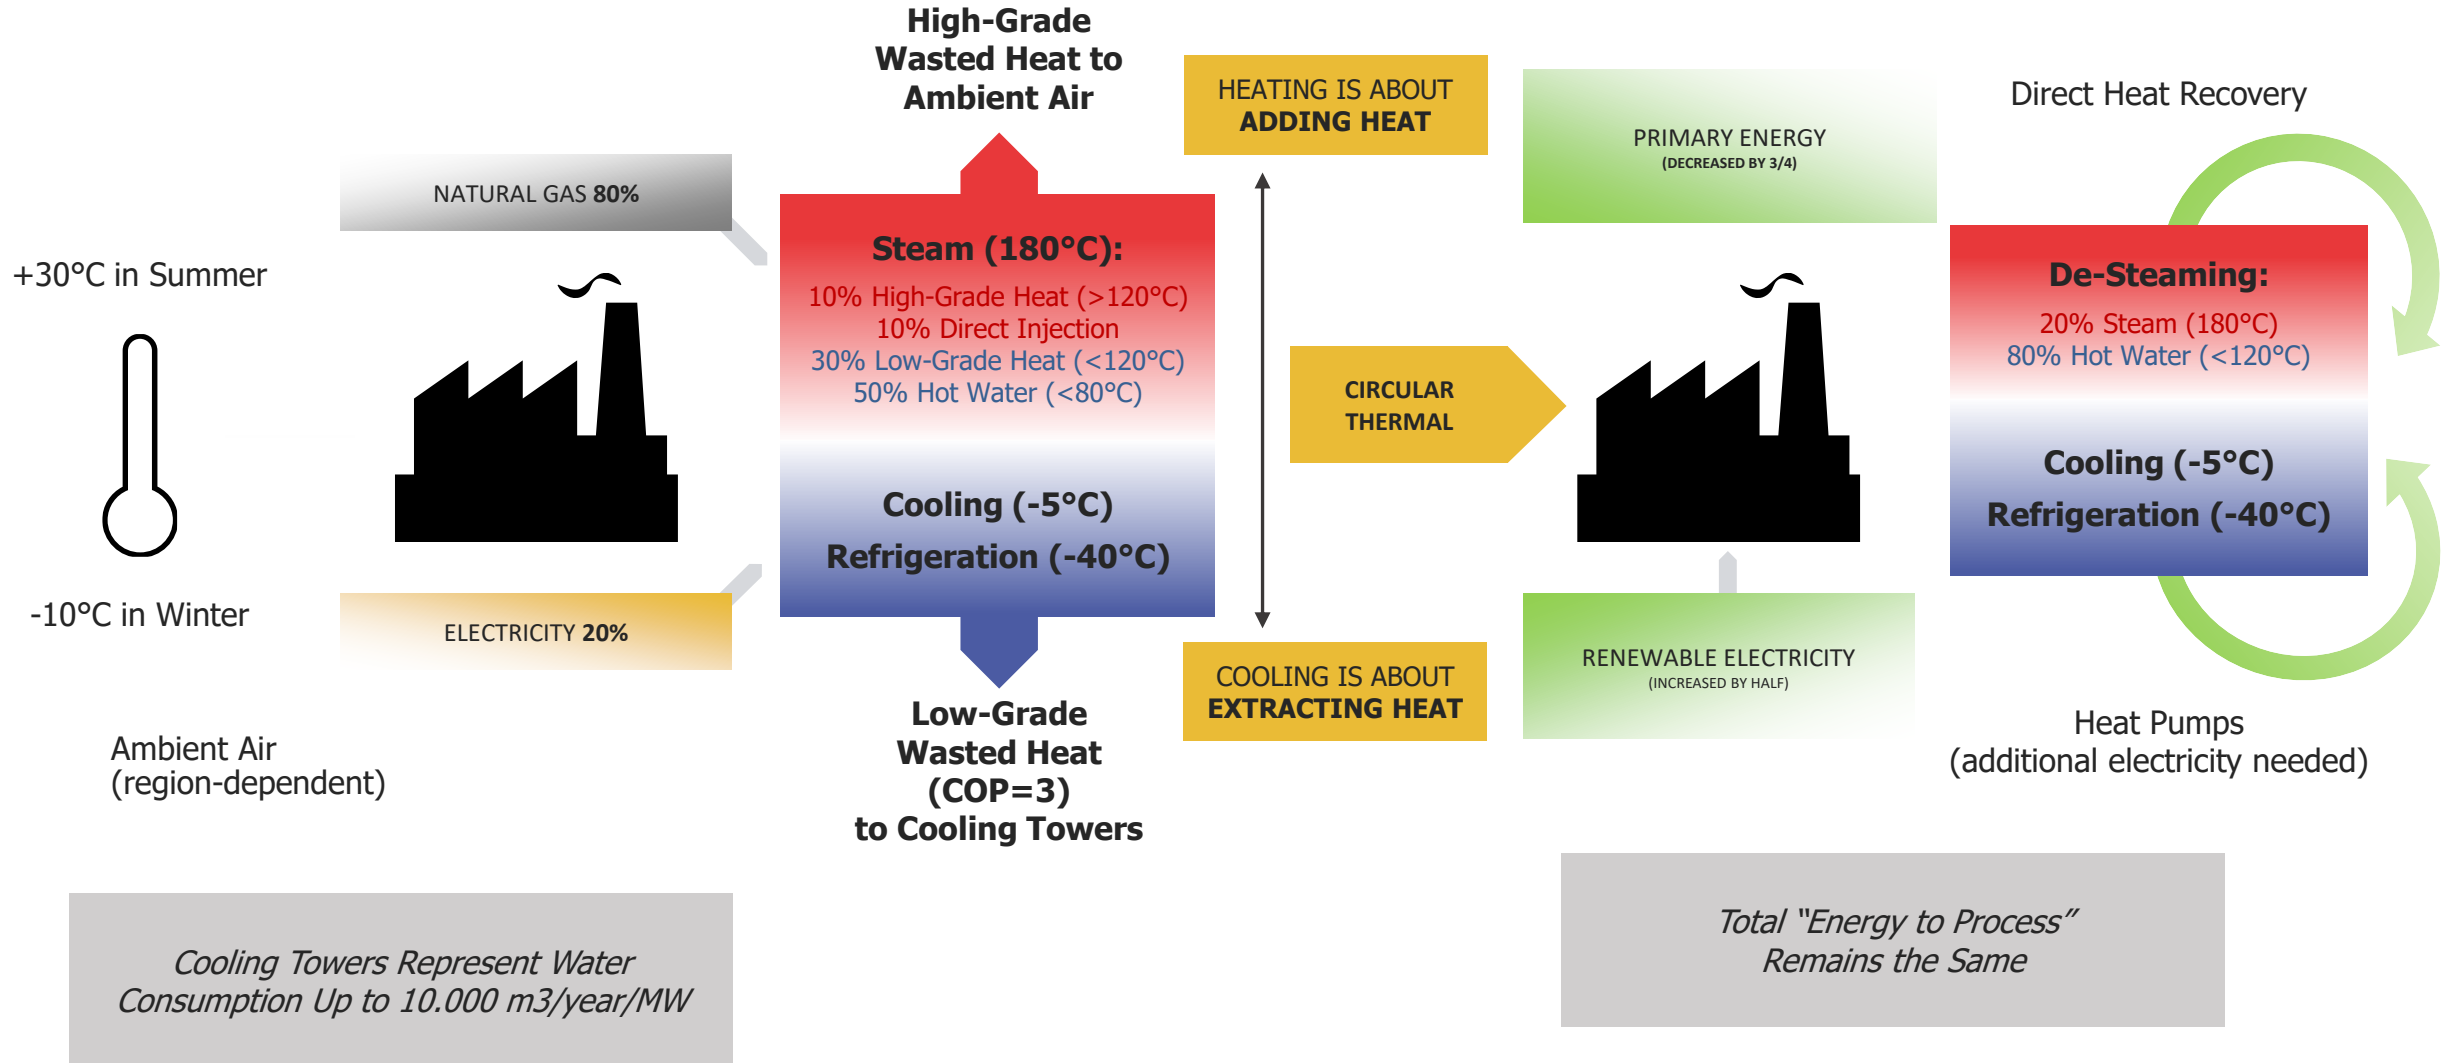 High-Grade
Wasted Heat to
Ambient Air
HEATING IS ABOUT
ADDING HEAT
PRIMARY ENERGY
(DECREASED BY 3/4)
Direct Heat Recovery
NATURAL GAS 80%
+30°C in Summer
Steam (180°C):
10% High-Grade Heat (>120°C)
10% Direct Injection
30% Low-Grade Heat (<120°C)
50% Hot Water (<80°C)
Cooling (-5°C)
Refrigeration (-40°C)
CIRCULAR
THERMAL
De-Steaming:
20% Steam (180°C)
80% Hot Water (<120°C)
Cooling (-5°C)
Refrigeration (-40°C)
-10°C in Winter
ELECTRICITY 20%
COOLING IS ABOUT
EXTRACTING HEAT
RENEWABLE ELECTRICITY
(INCREASED BY HALF)
Ambient Air
(region-dependent)
Low-Grade
Wasted Heat
(COP=3)
to Cooling Towers
Heat Pumps
(additional electricity needed)
Cooling Towers Represent Water
Consumption Up to 10.000 m3/year/MW
Total “Energy to Process”
Remains the Same